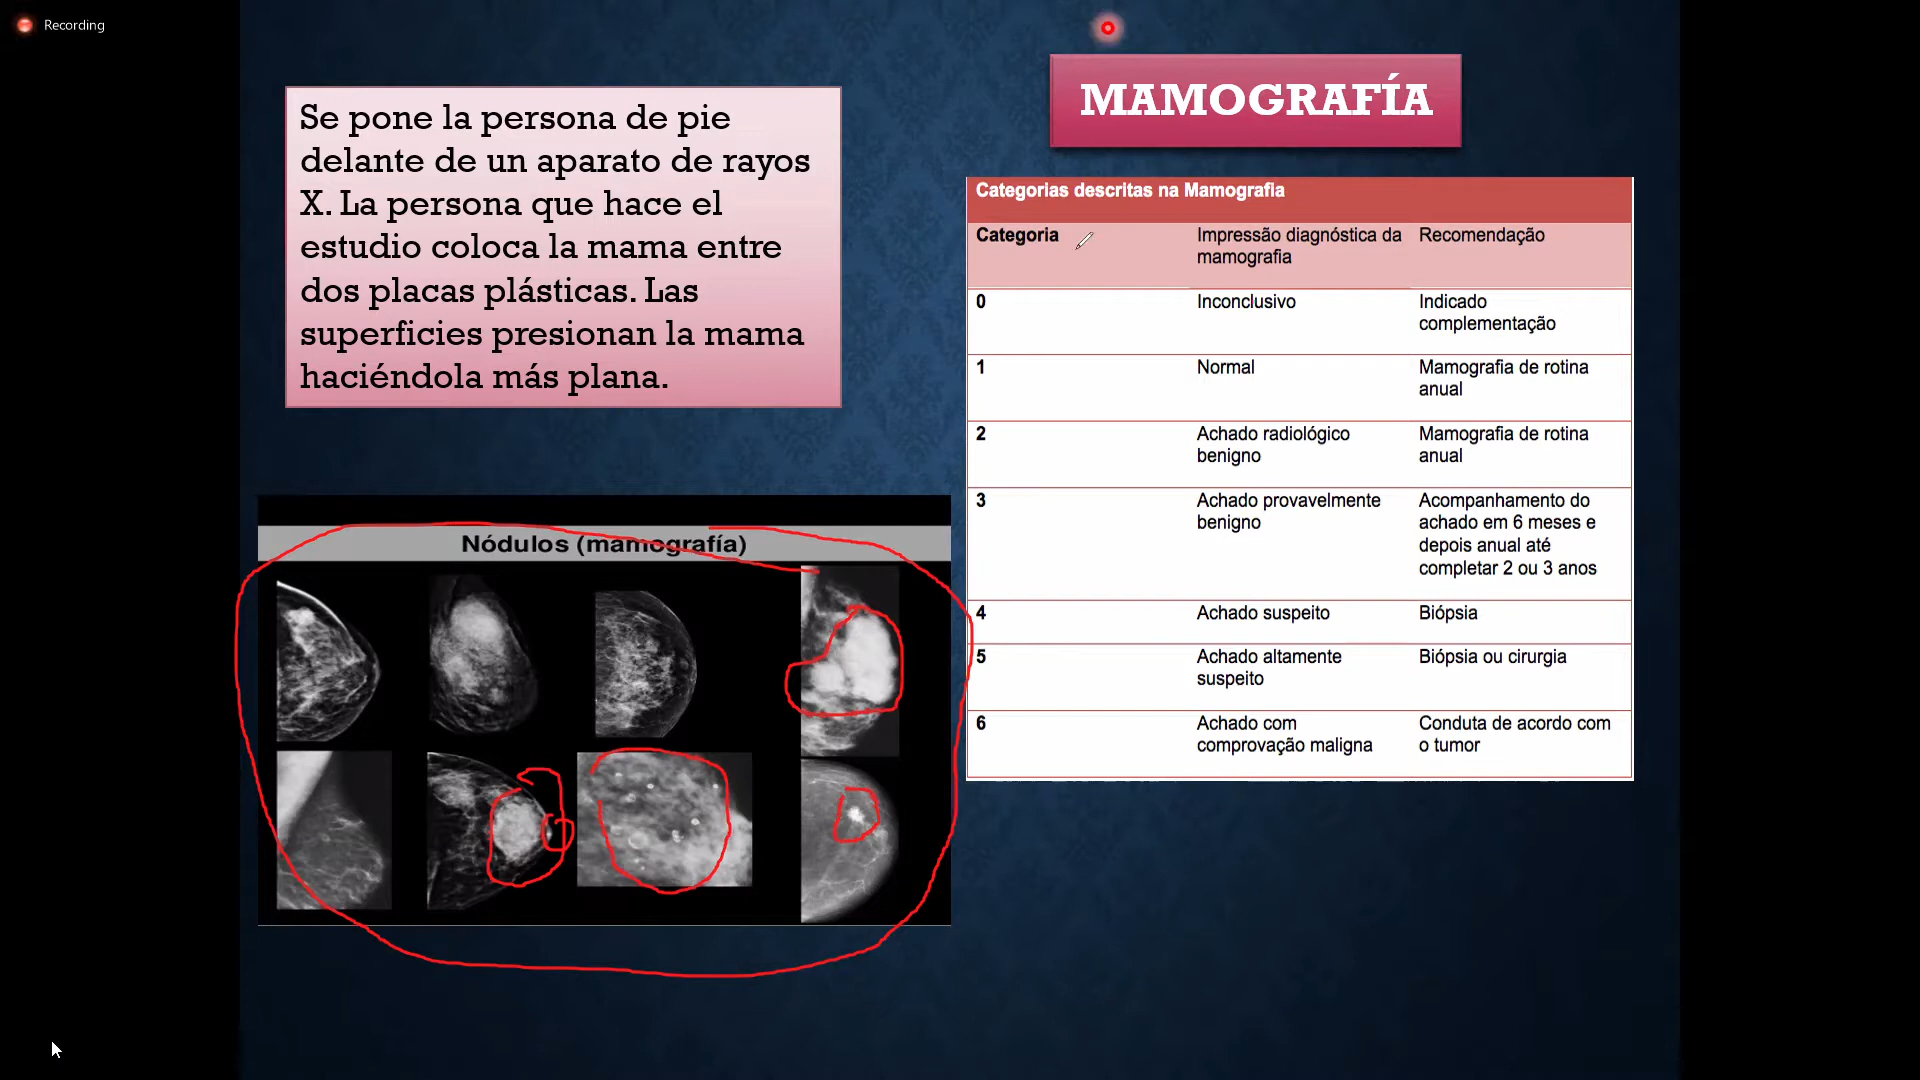 Recording
MAMOGRAFÍA
Se pone la persona de pie
delante de un aparato de rayos
X. La persona que hace el
estudio coloca la mama entre
dos placas plásticas. Las
superficies presionan la mama
haciéndola más plana.
Nódulos (mamografía)
Categorias descritas na Mamografia
Categoria
Impressão diagnóstica da
mamografia
Recomendação
0
Inconclusivo
Indicado
complementação
1
Normal
Mamografia de rotina
anual
2
Achado radiológico
benigno
Mamografia de rotina
anual
3
Achado provavelmente
benigno
Acompanhamento do
achado em 6 meses e
depois anual até
completar 2 ou 3 anos
4
Achado suspeito
Biópsia
5
Achado altamente
suspeito
Biópsia ou cirurgia
6
Achado com
comprovação maligna
Conduta de acordo com
o tumor